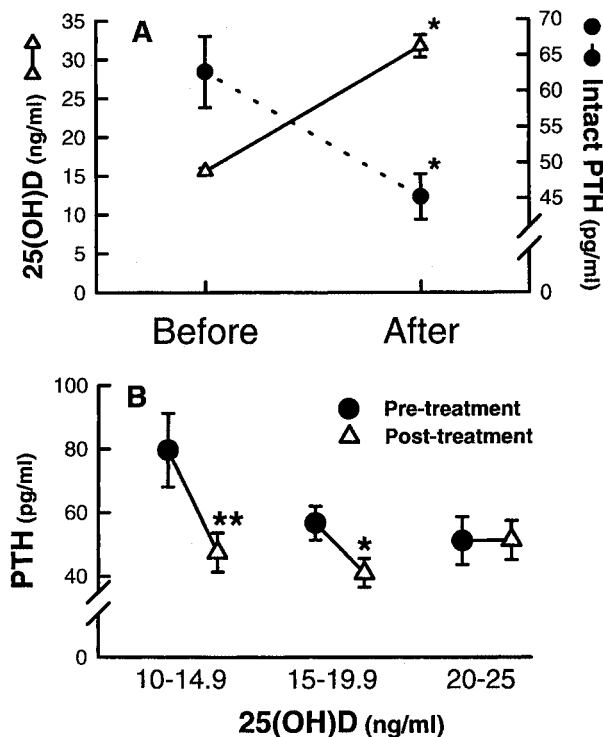 A
25(OH)D (ng/ml)
35
30
25
20
15
10
5
0
*
*
70
65
60
55
50
45
0
Intact PTH (pg/ml)
Before After
B
PTH (pg/ml)
100
80
60
40
0
Pre-treatment
Post-treatment
**
*
10-14.9 15-19.9 20-25
25(OH)D (ng/ml)